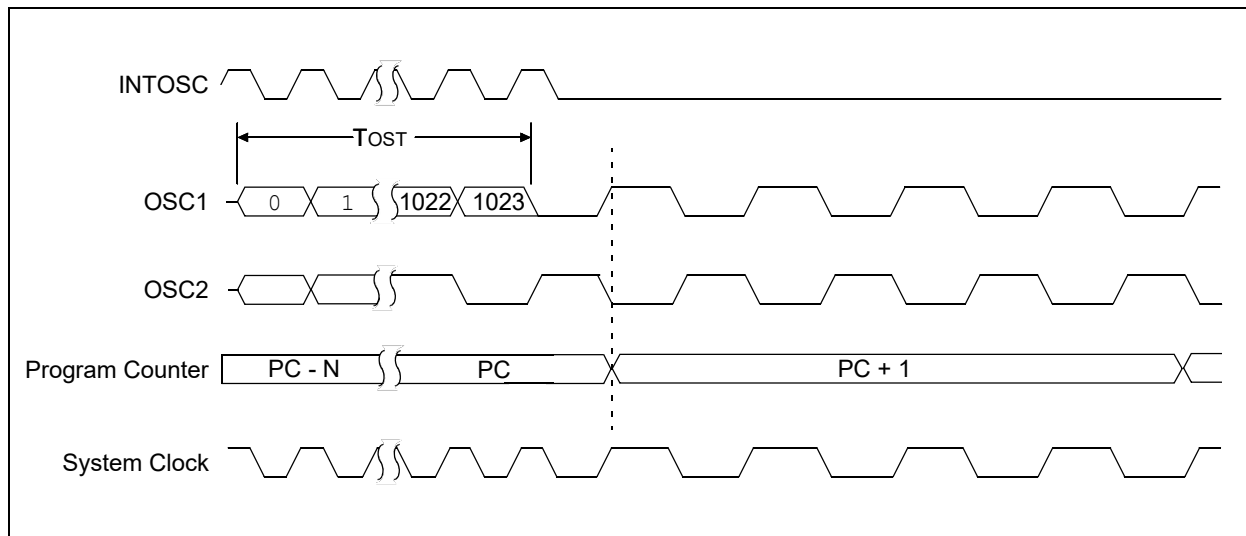 INTOSC
TOST
OSC1 0 1 1022 1023
OSC2
Program Counter PC - N PC PC + 1
System Clock